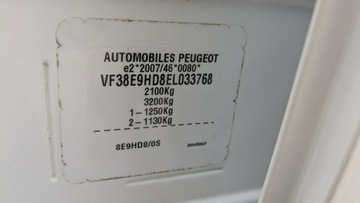 AUTOMOBILES PEUGEOT
e2*2007/46*0080*
VF38E9HD8EL033768
2100Kg
3200Kg
1-1250Kg
2-1130Kg
8E9HD8/0S